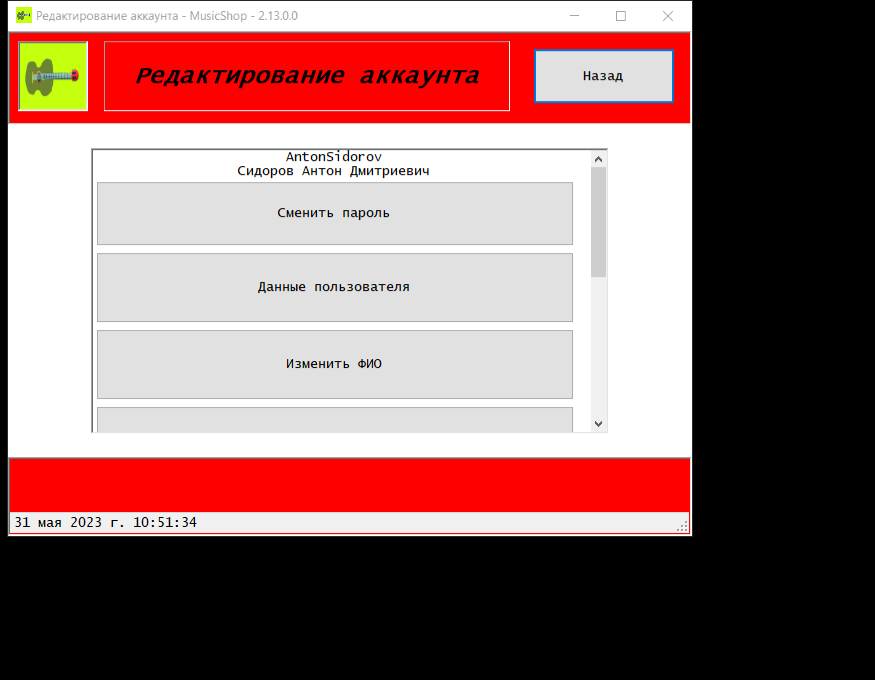 Редактирование аккаунта - MusicShop - 2.13.0.0
Редактирование аккаунта
Назад
AntonSidorov
Сидоров Антон Дмитриевич
Сменить пароль
Данные пользователя
Изменить ФИО
31 мая 2023 г. 10:51:34